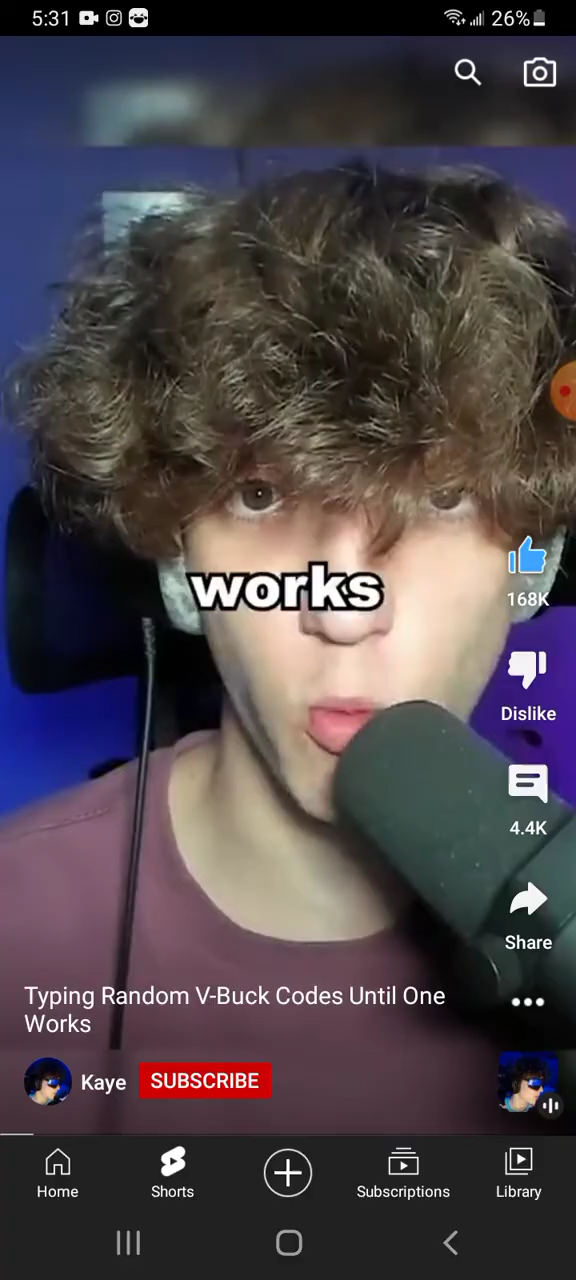 5:31
26%
works
168K
Dislike
4.4K
Share
Typing Random V-Buck Codes Until One
Works
Kaye
SUBSCRIBE
Home
Shorts
Subscriptions
Library